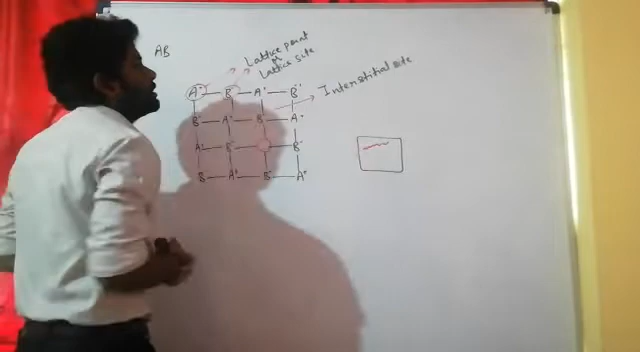 AB
Lattice point
or
Lattice site
Interstitial site
A⁺ B⁻ A⁺ B⁻
B⁻ A⁺ B⁻ A⁺
A⁺ B⁻ B⁻
B⁻ A⁺ B⁻ A⁺